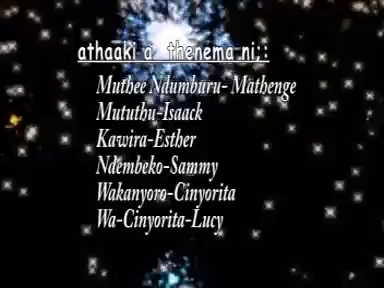 athaaki a thenema ni;:
Muthee Ndumburu- Mathenge
Mututhu-Isaack
Kawira-Esther
Ndembeko-Sammy
Wakanyoro-Cinyorita
Wa-Cinyorita-Lucy